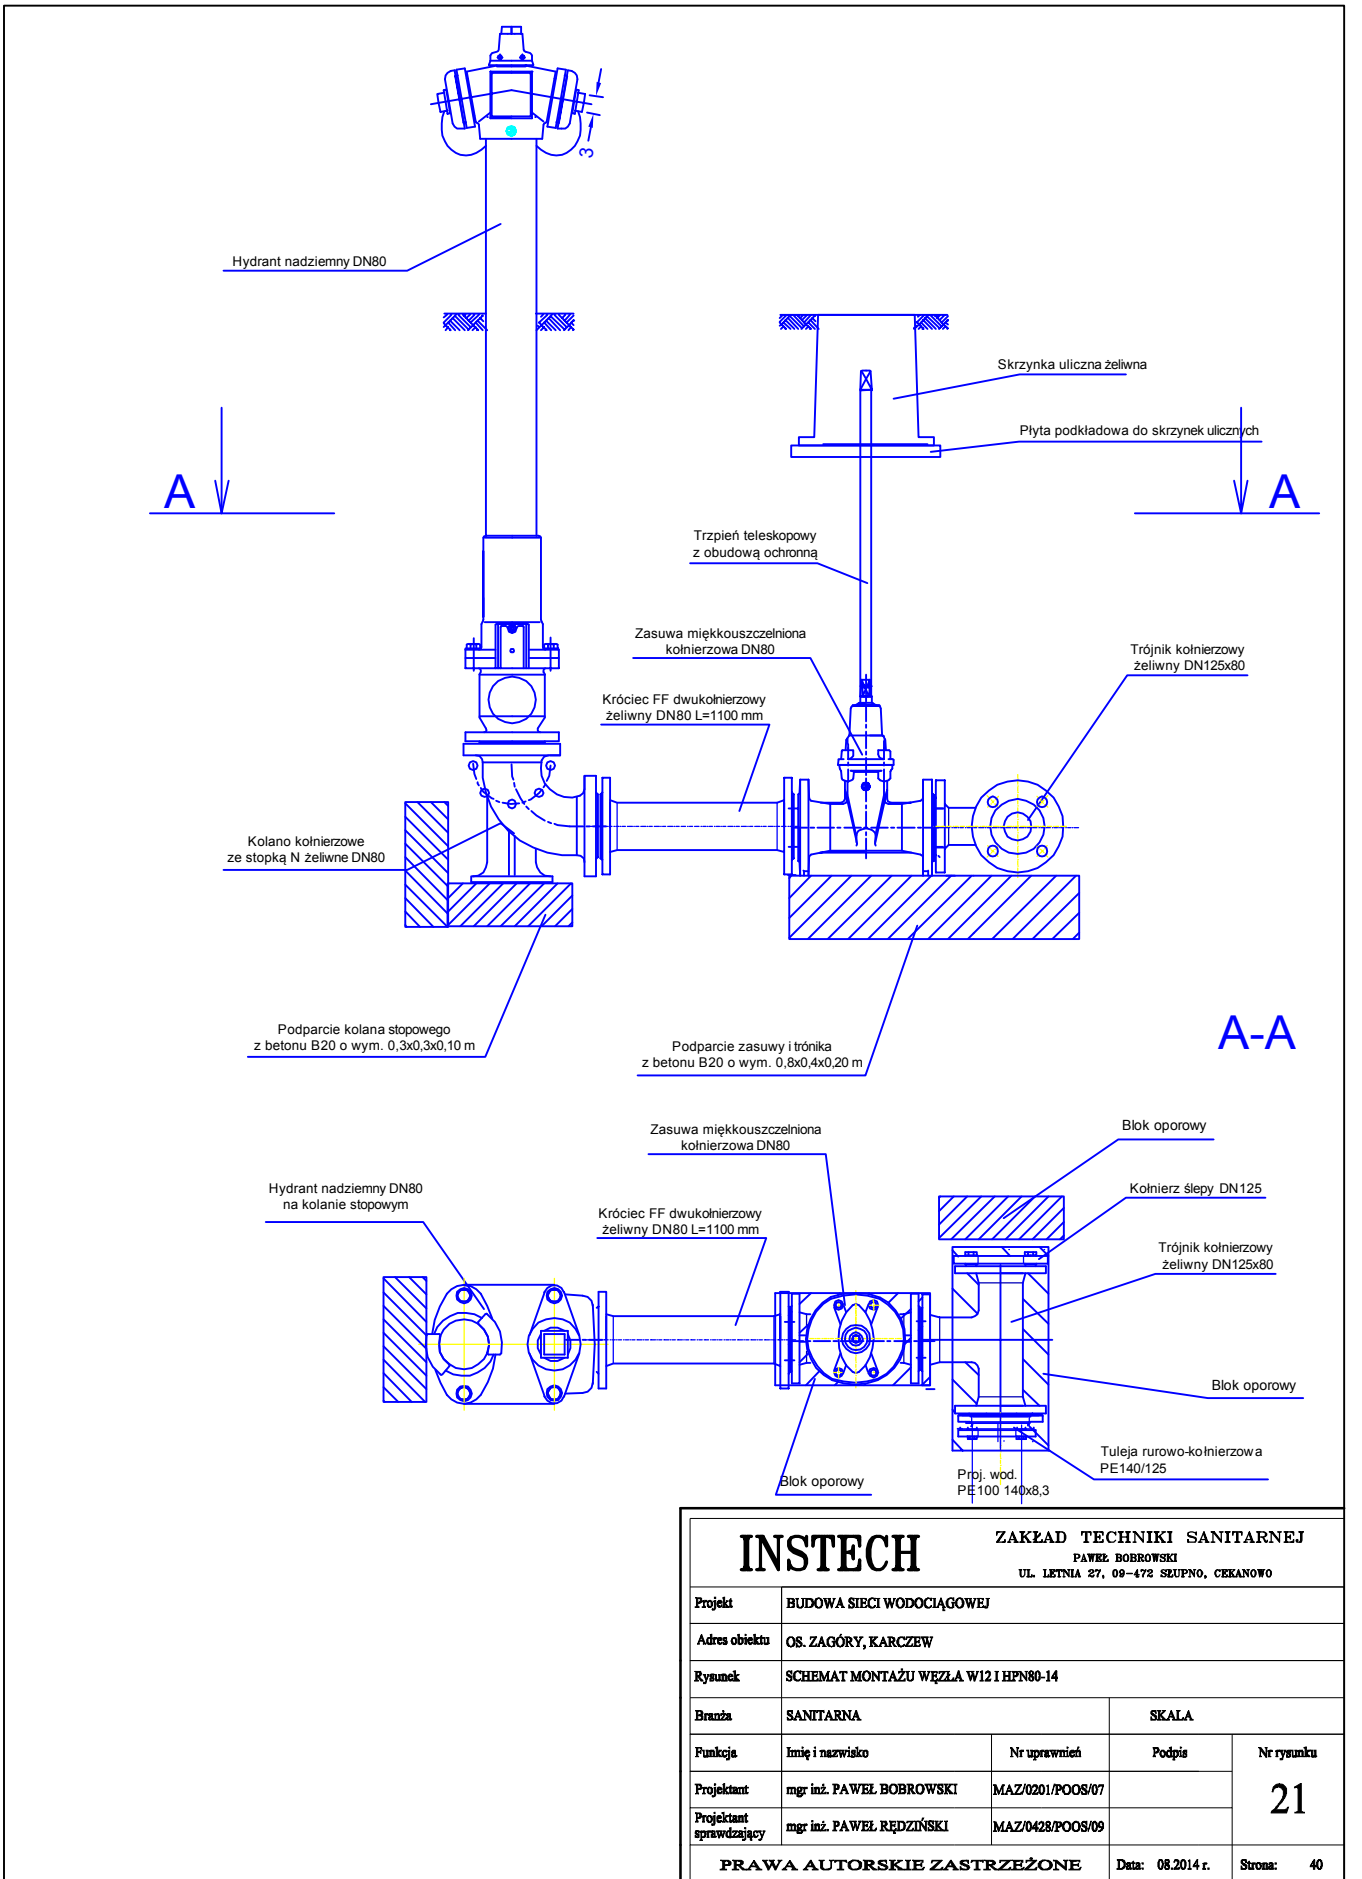 3
Hydrant nadziemny DN80
Skrzynka uliczna żeliwna
Płyta podkładowa do skrzynek ulicznych
A
A
Trzpień teleskopowy
z obudową ochronną
Zasuwa miękkouszczelniona
kołnierzowa DN80
Trójnik kołnierzowy
żeliwny DN125x80
Króciec FF dwukołnierzowy
żeliwny DN80 L=1100 mm
Kolano kołnierzowe
ze stopką N żeliwne DN80
Podparcie kolana stopowego
z betonu B20 o wym. 0,3x0,3x0,10 m
Podparcie zasuwy i trónika
z betonu B20 o wym. 0,8x0,4x0,20 m
A-A
Zasuwa miękkouszczelniona
kołnierzowa DN80
Blok oporowy
Hydrant nadziemny DN80
na kolanie stopowym
Kołnierz ślepy DN125
Króciec FF dwukołnierzowy
żeliwny DN80 L=1100 mm
Trójnik kołnierzowy
żeliwny DN125x80
Blok oporowy
Tuleja rurowo-kołnierzowa
PE140/125
Blok oporowy
Proj. wod.
PE100 140x8,3
INSTECH
ZAKŁAD TECHNIKI SANITARNEJ
PAWEŁ BOBROWSKI
UL. LETNIA 27, 09-472 SŁUPNO, CEKANOWO
Projekt BUDOWA SIECI WODOCIĄGOWEJ
Adres obiektu OS. ZAGÓRY, KARCZEW
Rysunek SCHEMAT MONTAŻU WĘZŁA W12 I HPN80-14
Branża SANITARNA SKALA
Funkcja Imię i nazwisko Nr uprawnień Podpis Nr rysunku
Projektant mgr inż. PAWEŁ BOBROWSKI MAZ/0201/POOS/07
21
Projektant
sprawdzający mgr inż. PAWEŁ RĘDZIŃSKI MAZ/0428/POOS/09
PRAWA AUTORSKIE ZASTRZEŻONE Data: 08.2014 r. Strona: 40